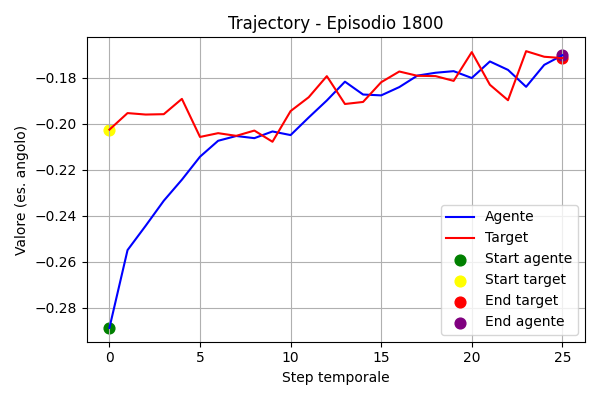 Trajectory - Episodio 1800
Valore (es. angolo)
−0.18
−0.20
−0.22
−0.24
−0.26
−0.28
0
5
10
15
20
25
Step temporale
Agente
Target
Start agente
Start target
End target
End agente